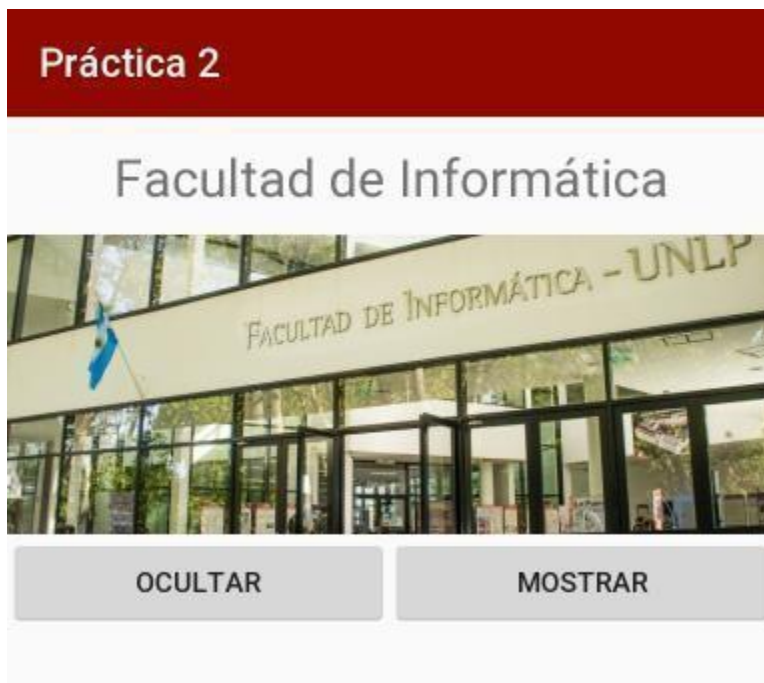 Práctica 2
Facultad de Informática
FACULTAD DE INFORMÁTICA - UNLP
OCULTAR
MOSTRAR